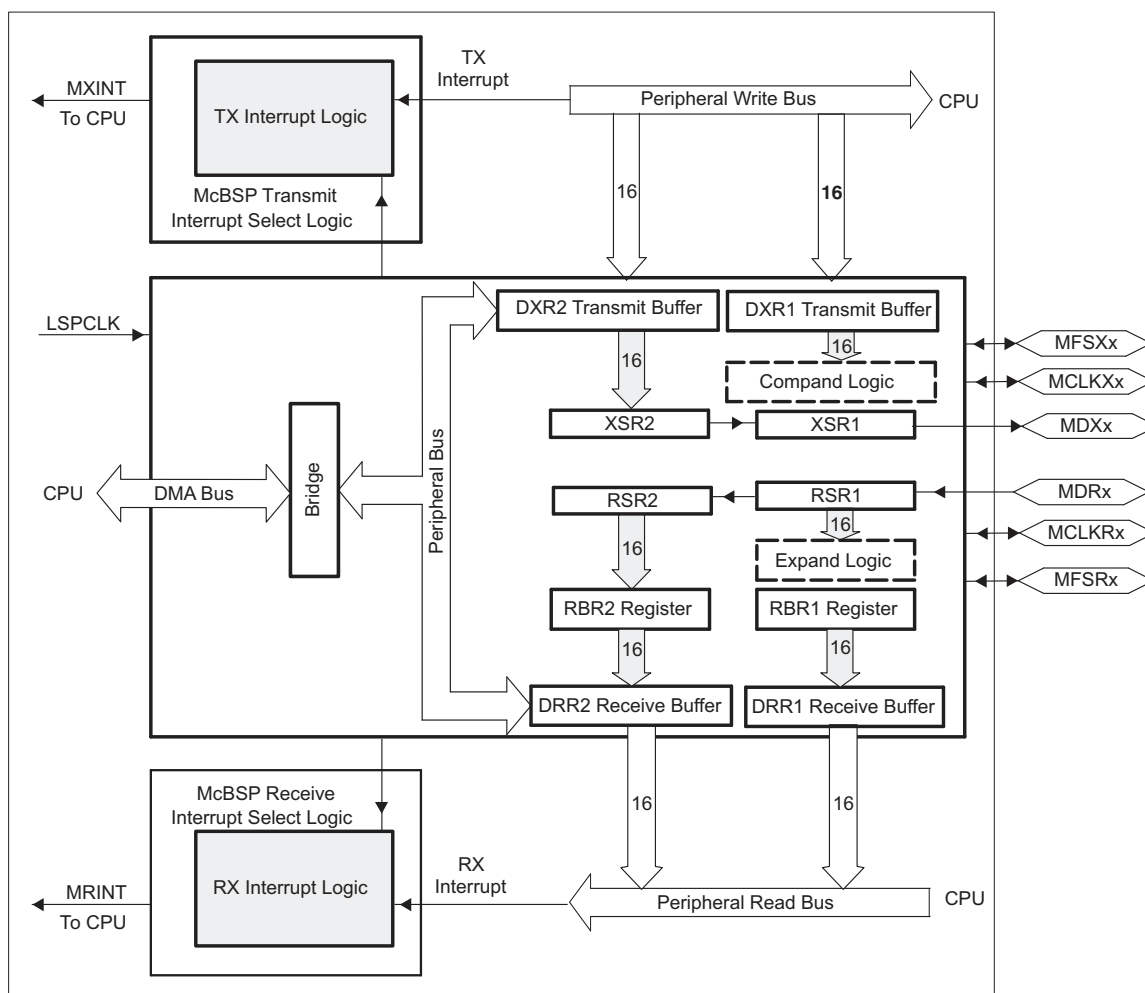 TX
Interrupt
MXINT
To CPU
TX Interrupt Logic
Peripheral Write Bus
CPU
McBSP Transmit
Interrupt Select Logic
16
16
LSPCLK
DXR2 Transmit Buffer
DXR1 Transmit Buffer
16
16
Compand Logic
MFSXx
MCLKXx
XSR2
XSR1
MDXx
CPU
DMA Bus
Bridge
Peripheral Bus
RSR2
RSR1
MDRx
16
16
MCLKRx
Expand Logic
MFSRx
RBR2 Register
RBR1 Register
16
16
DRR2 Receive Buffer
DRR1 Receive Buffer
McBSP Receive
Interrupt Select Logic
16
16
RX Interrupt Logic
RX
Interrupt
MRINT
To CPU
Peripheral Read Bus
CPU